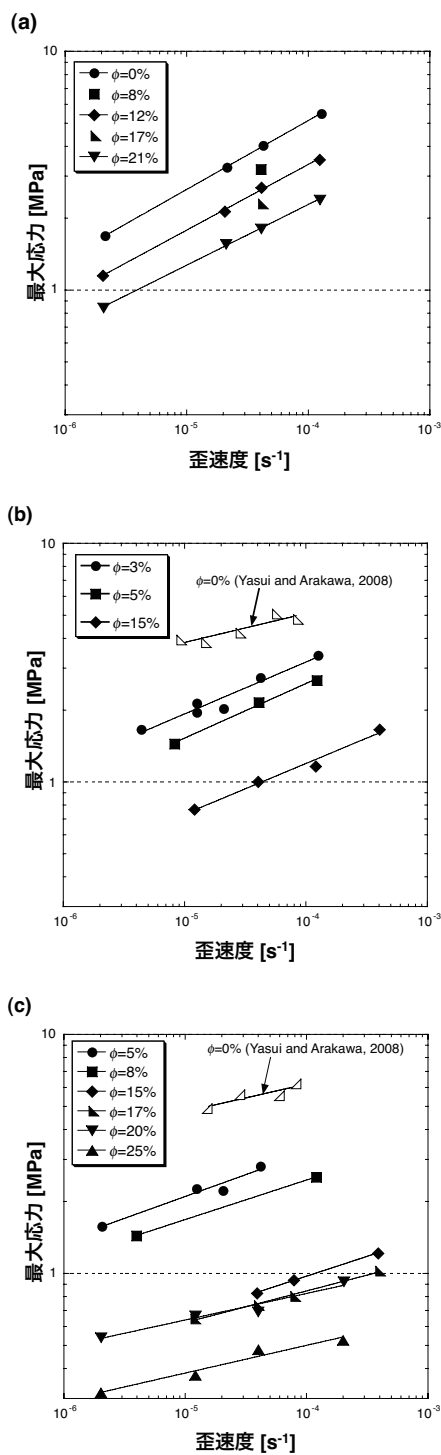 (a)
10
ϕ=0%
ϕ=8%
ϕ=12%
ϕ=17%
ϕ=21%
最大応力 [MPa]
1
10⁻⁶ 10⁻⁵ 10⁻⁴ 10⁻³
歪速度 [s⁻¹]
(b)
10
ϕ=3%
ϕ=5%
ϕ=15%
ϕ=0% (Yasui and Arakawa, 2008)
最大応力 [MPa]
1
10⁻⁶ 10⁻⁵ 10⁻⁴ 10⁻³
歪速度 [s⁻¹]
(c)
10
ϕ=5%
ϕ=8%
ϕ=15%
ϕ=17%
ϕ=20%
ϕ=25%
ϕ=0% (Yasui and Arakawa, 2008)
最大応力 [MPa]
1
10⁻⁶ 10⁻⁵ 10⁻⁴ 10⁻³
歪速度 [s⁻¹]